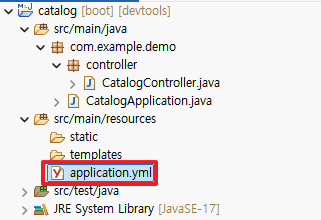 catalog [boot] [devtools]
src/main/java
com.example.demo
controller
CatalogController.java
CatalogApplication.java
src/main/resources
static
templates
application.yml
src/test/java
JRE System Library [JavaSE-17]